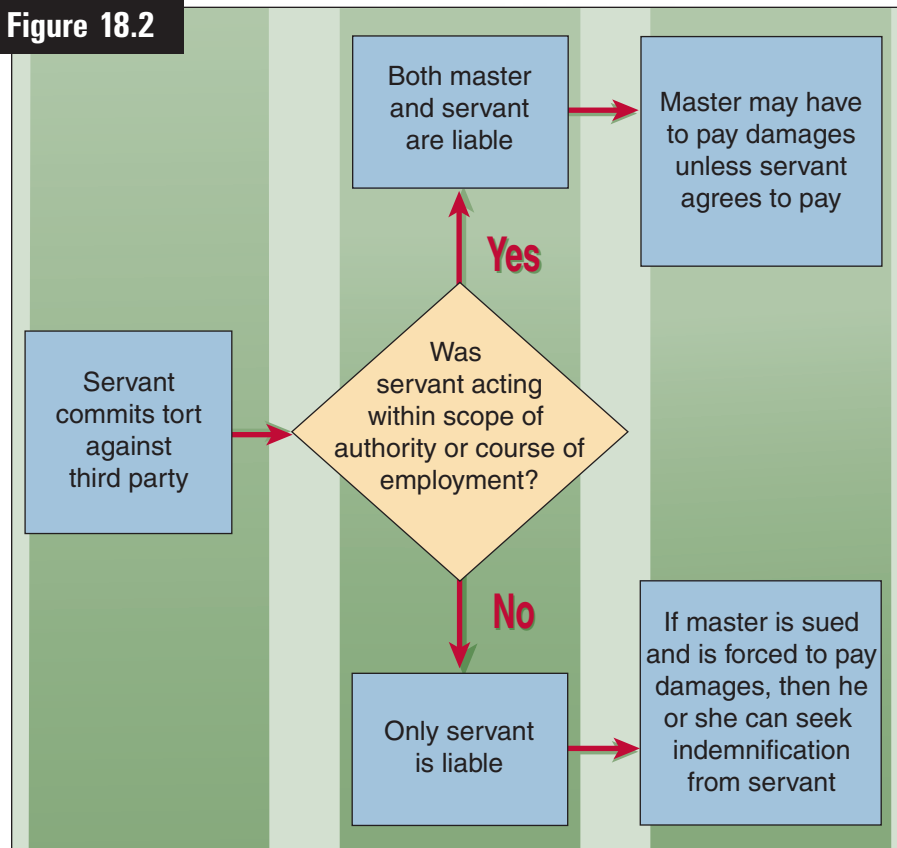 Figure 18.2
Servant
commits tort
against
third party
Was
servant acting
within scope of
authority or course of
employment?
Yes
Both master
and servant
are liable
Master may have
to pay damages
unless servant
agrees to pay
No
Only servant
is liable
If master is sued
and is forced to pay
damages, then he
or she can seek
indemnification
from servant